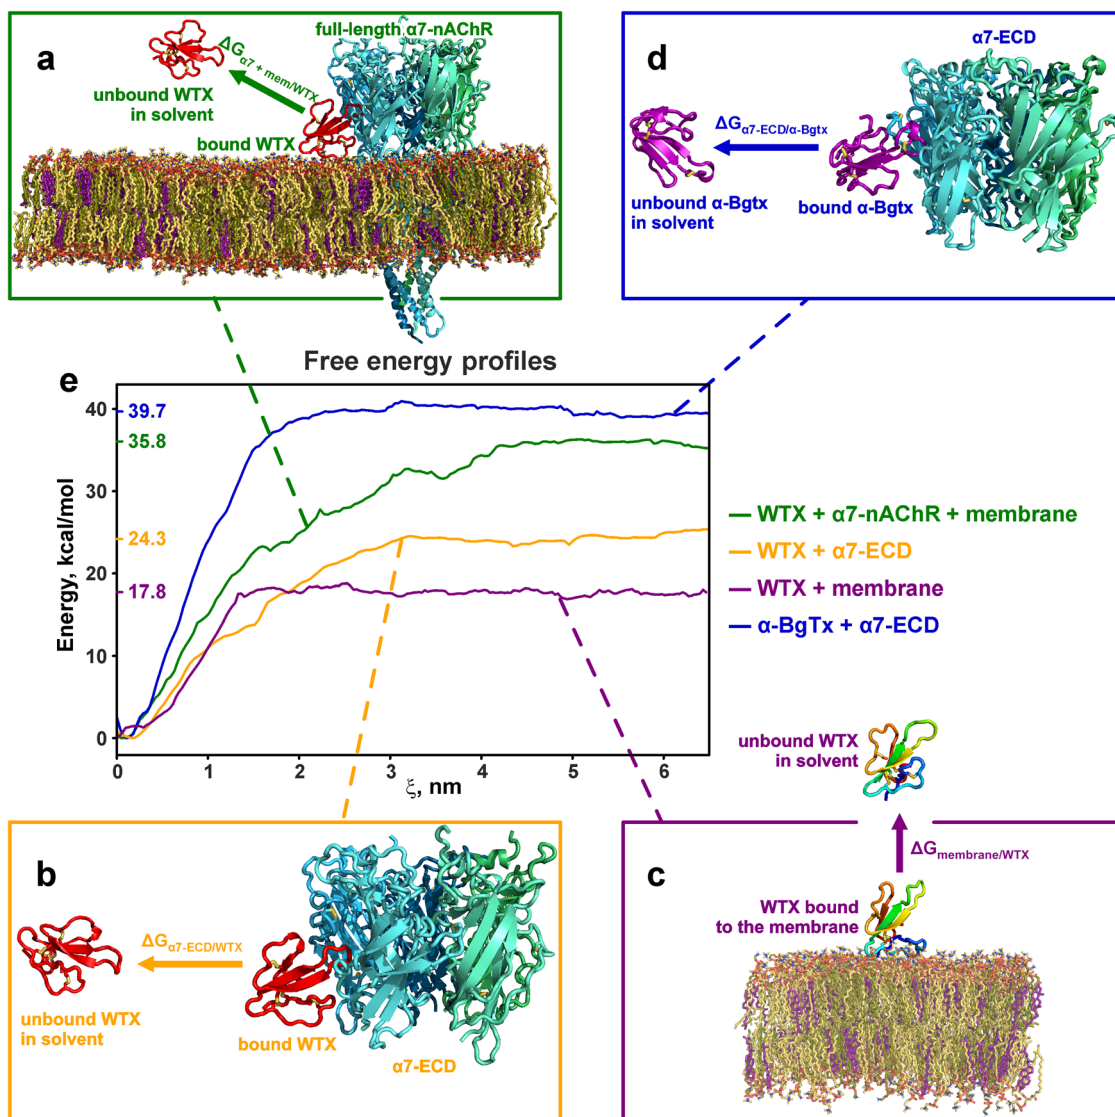 a
full-length α7-nAChR
ΔGα7 + mem/WTX
unbound WTX
in solvent
bound WTX
d
α7-ECD
ΔGα7-ECD/α-Bgtx
unbound α-Bgtx
in solvent
bound α-Bgtx
Free energy profiles
e
Energy, kcal/mol
40
30
20
10
0
39.7
35.8
24.3
17.8
0 1 2 3 4 5 6
ξ, nm
WTX + α7-nAChR + membrane
WTX + α7-ECD
WTX + membrane
α-BgTx + α7-ECD
b
ΔGα7-ECD/WTX
unbound WTX
in solvent
bound WTX
α7-ECD
unbound WTX
in solvent
c
ΔGmembrane/WTX
WTX bound
to the membrane